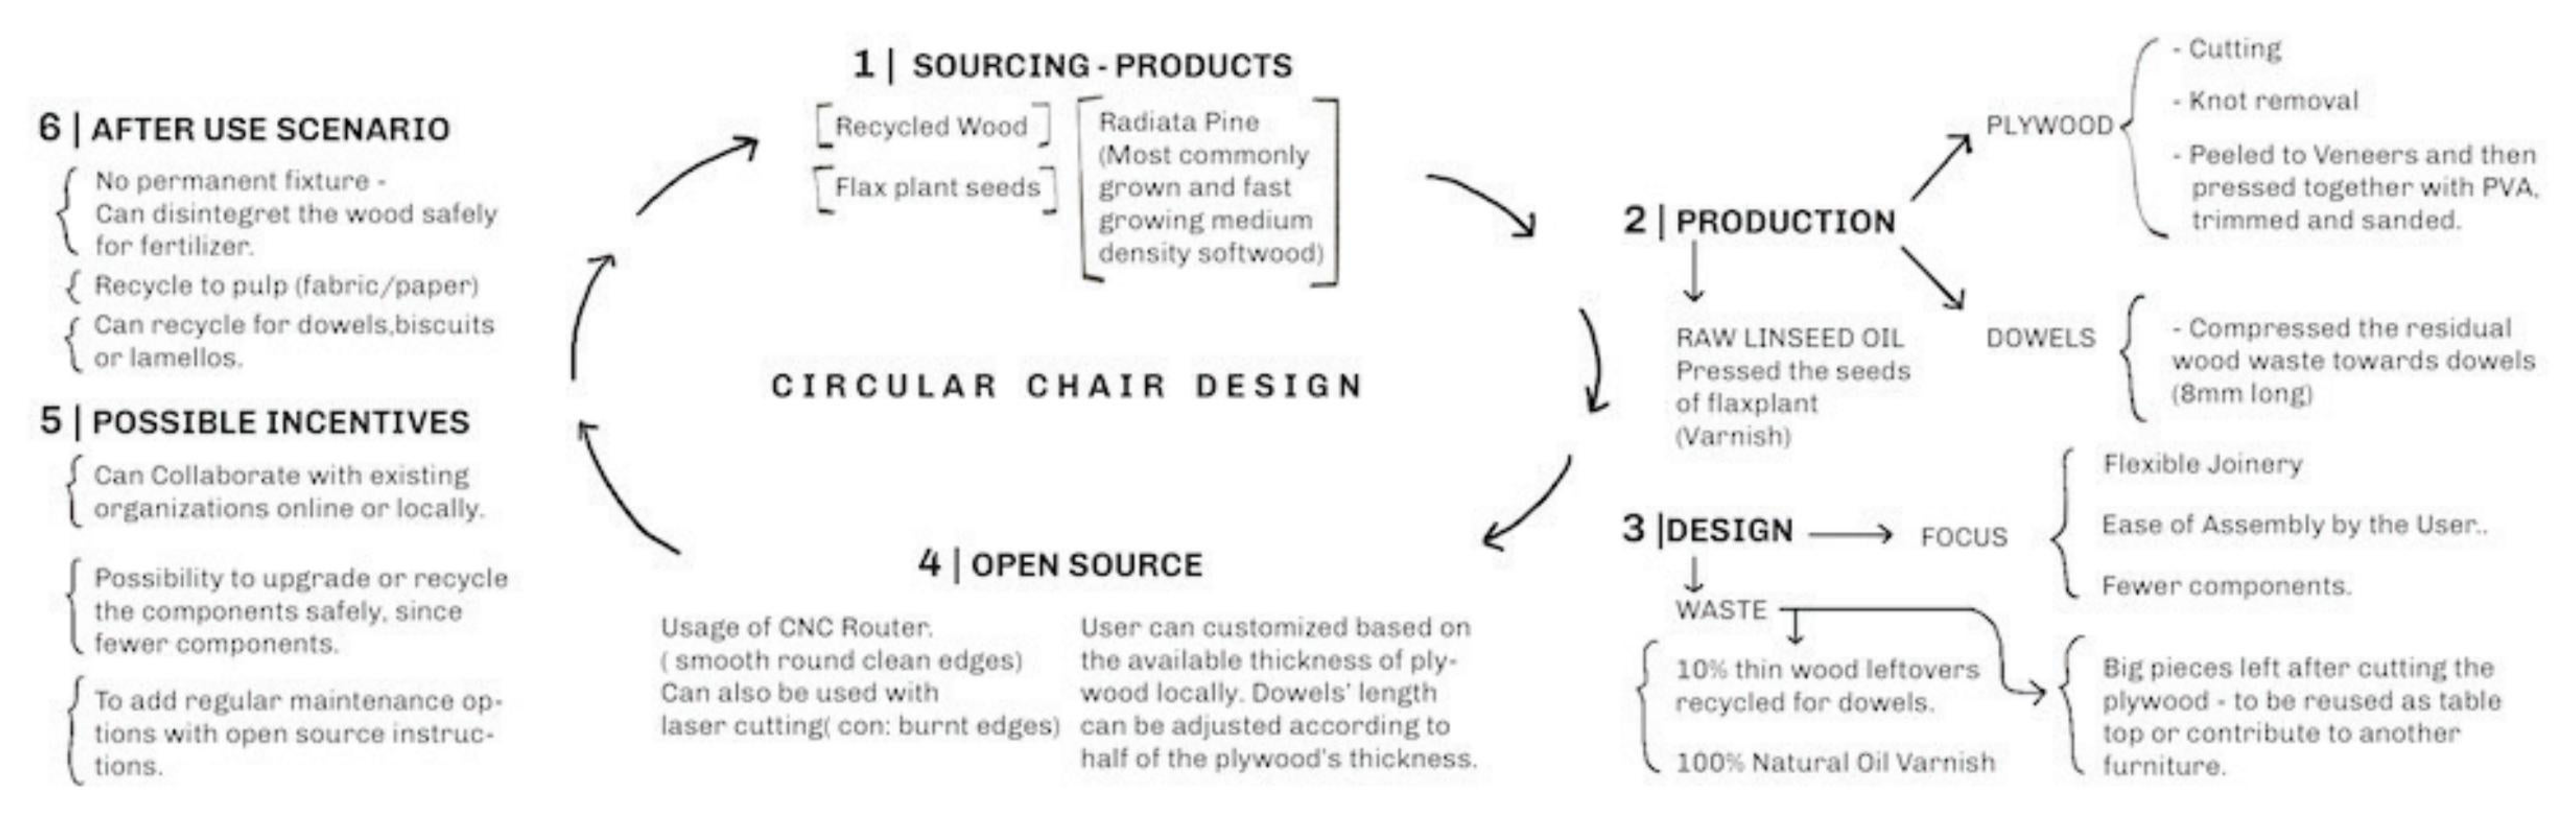 1 | SOURCING - PRODUCTS
[Recycled Wood]
[Flax plant seeds]
Radiata Pine
(Most commonly
grown and fast
growing medium
density softwood)
2 | PRODUCTION
PLYWOOD
- Cutting
- Knot removal
- Peeled to Veneers and then
pressed together with PVA,
trimmed and sanded.
DOWELS
- Compressed the residual
wood waste towards dowels
(8mm long)
RAW LINSEED OIL
Pressed the seeds
of flaxplant
(Varnish)
3 |DESIGN
FOCUS
Flexible Joinery
Ease of Assembly by the User..
Fewer components.
WASTE
10% thin wood leftovers
recycled for dowels.
100% Natural Oil Varnish
Big pieces left after cutting the
plywood - to be reused as table
top or contribute to another
furniture.
CIRCULAR CHAIR DESIGN
4 | OPEN SOURCE
Usage of CNC Router.
( smooth round clean edges)
Can also be used with
laser cutting( con: burnt edges)
User can customized based on
the available thickness of ply-
wood locally. Dowels' length
can be adjusted according to
half of the plywood's thickness.
5 | POSSIBLE INCENTIVES
Can Collaborate with existing
organizations online or locally.
Possibility to upgrade or recycle
the components safely, since
fewer components.
To add regular maintenance op-
tions with open source instruc-
tions.
6 | AFTER USE SCENARIO
No permanent fixture -
Can disintegret the wood safely
for fertilizer.
Recycle to pulp (fabric/paper)
Can recycle for dowels,biscuits
or lamellos.